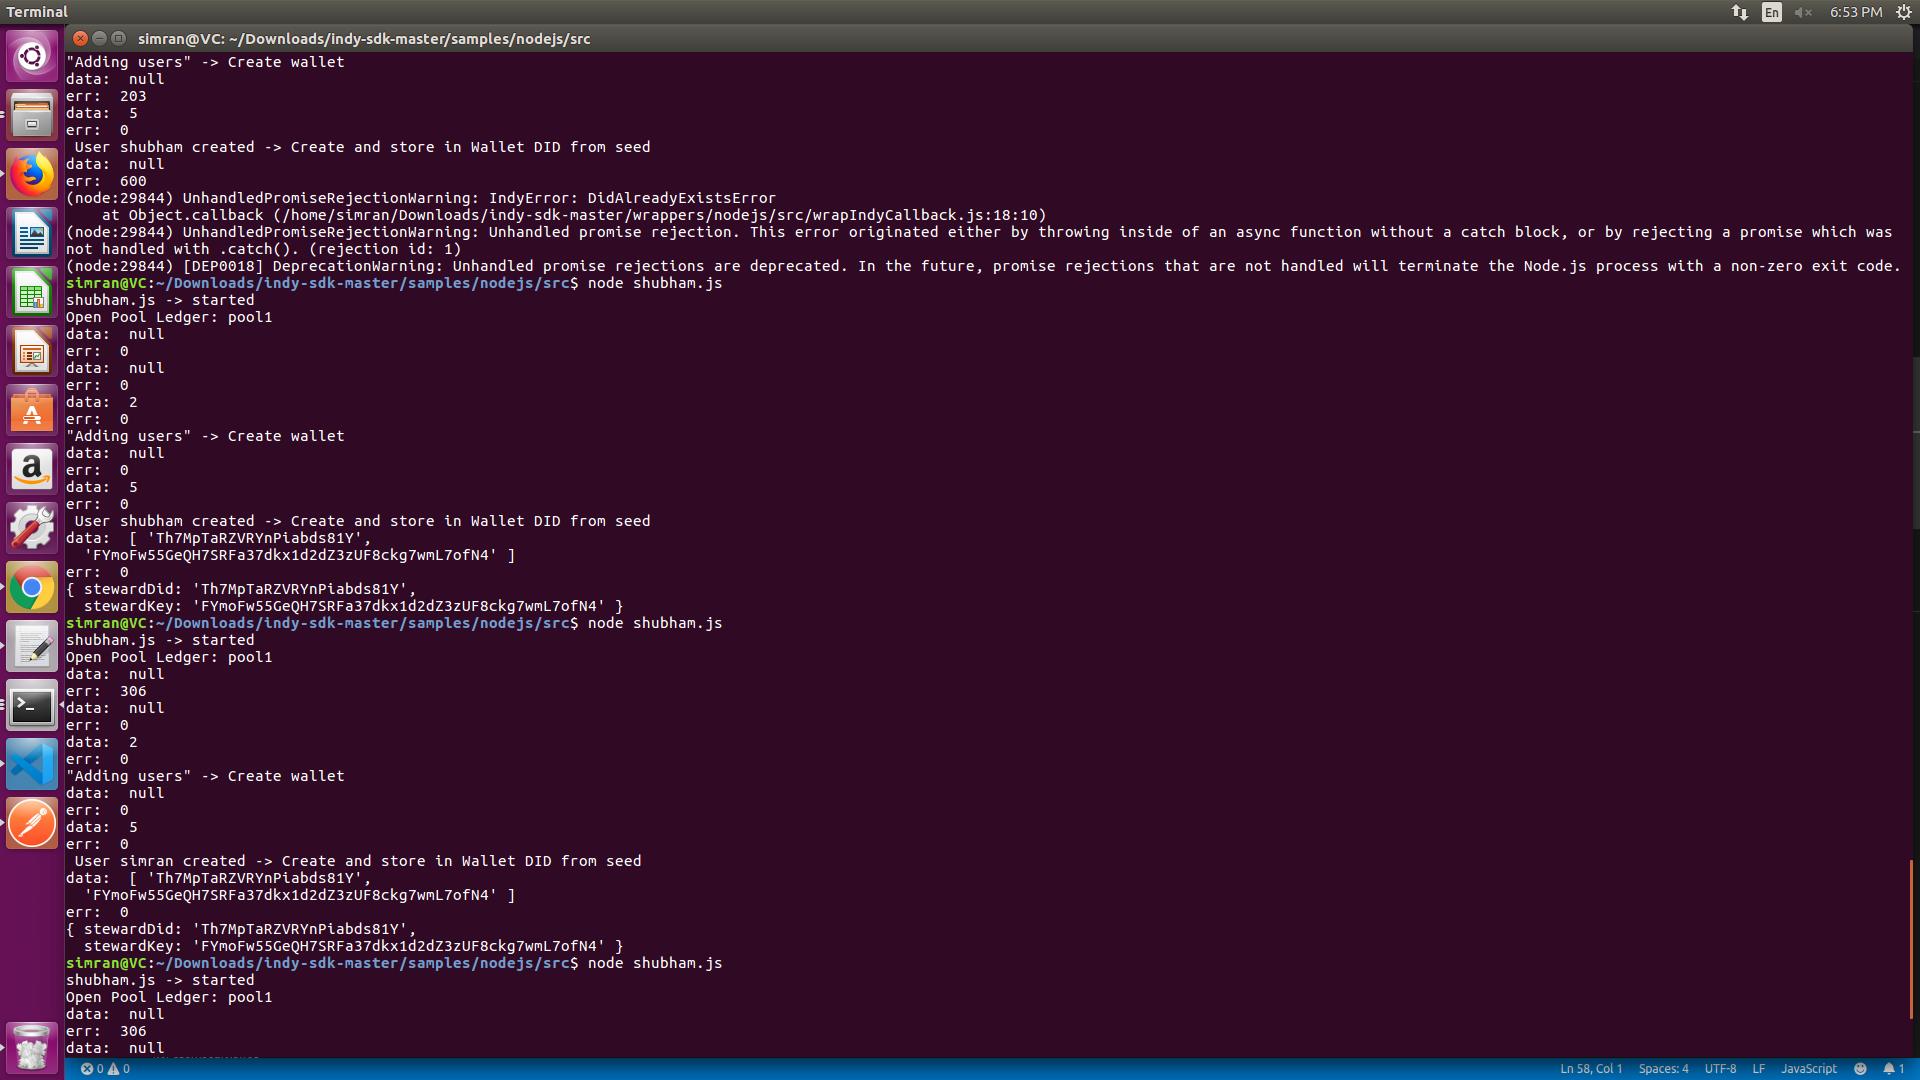 Terminal
En
6:53 PM
simran@VC: ~/Downloads/indy-sdk-master/samples/nodejs/src
"Adding users" -> Create wallet
data:  null
err:  203
data:  5
err:  0
 User shubham created -> Create and store in Wallet DID from seed
data:  null
err:  600
(node:29844) UnhandledPromiseRejectionWarning: IndyError: DidAlreadyExistsError
    at Object.callback (/home/simran/Downloads/indy-sdk-master/wrappers/nodejs/src/wrapIndyCallback.js:18:10)
(node:29844) UnhandledPromiseRejectionWarning: Unhandled promise rejection. This error originated either by throwing inside of an async function without a catch block, or by rejecting a promise which was
not handled with .catch(). (rejection id: 1)
(node:29844) [DEP0018] DeprecationWarning: Unhandled promise rejections are deprecated. In the future, promise rejections that are not handled will terminate the Node.js process with a non-zero exit code.
simran@VC:~/Downloads/indy-sdk-master/samples/nodejs/src$ node shubham.js
shubham.js -> started
Open Pool Ledger: pool1
data:  null
err:  0
data:  null
err:  0
data:  2
err:  0
"Adding users" -> Create wallet
data:  null
err:  0
data:  5
err:  0
 User shubham created -> Create and store in Wallet DID from seed
data:  [ 'Th7MpTaRZVRYnPiabds81Y',
  'FYmoFw55GeQH7SRFa37dkx1d2dZ3zUF8ckg7wmL7ofN4' ]
err:  0
{ stewardDid: 'Th7MpTaRZVRYnPiabds81Y',
  stewardKey: 'FYmoFw55GeQH7SRFa37dkx1d2dZ3zUF8ckg7wmL7ofN4' }
simran@VC:~/Downloads/indy-sdk-master/samples/nodejs/src$ node shubham.js
shubham.js -> started
Open Pool Ledger: pool1
data:  null
err:  306
data:  null
err:  0
data:  2
err:  0
"Adding users" -> Create wallet
data:  null
err:  0
data:  5
err:  0
 User simran created -> Create and store in Wallet DID from seed
data:  [ 'Th7MpTaRZVRYnPiabds81Y',
  'FYmoFw55GeQH7SRFa37dkx1d2dZ3zUF8ckg7wmL7ofN4' ]
err:  0
{ stewardDid: 'Th7MpTaRZVRYnPiabds81Y',
  stewardKey: 'FYmoFw55GeQH7SRFa37dkx1d2dZ3zUF8ckg7wmL7ofN4' }
simran@VC:~/Downloads/indy-sdk-master/samples/nodejs/src$ node shubham.js
shubham.js -> started
Open Pool Ledger: pool1
data:  null
err:  306
data:  null
0 0
Ln 58, Col 1 Spaces: 4 UTF-8 LF JavaScript 1